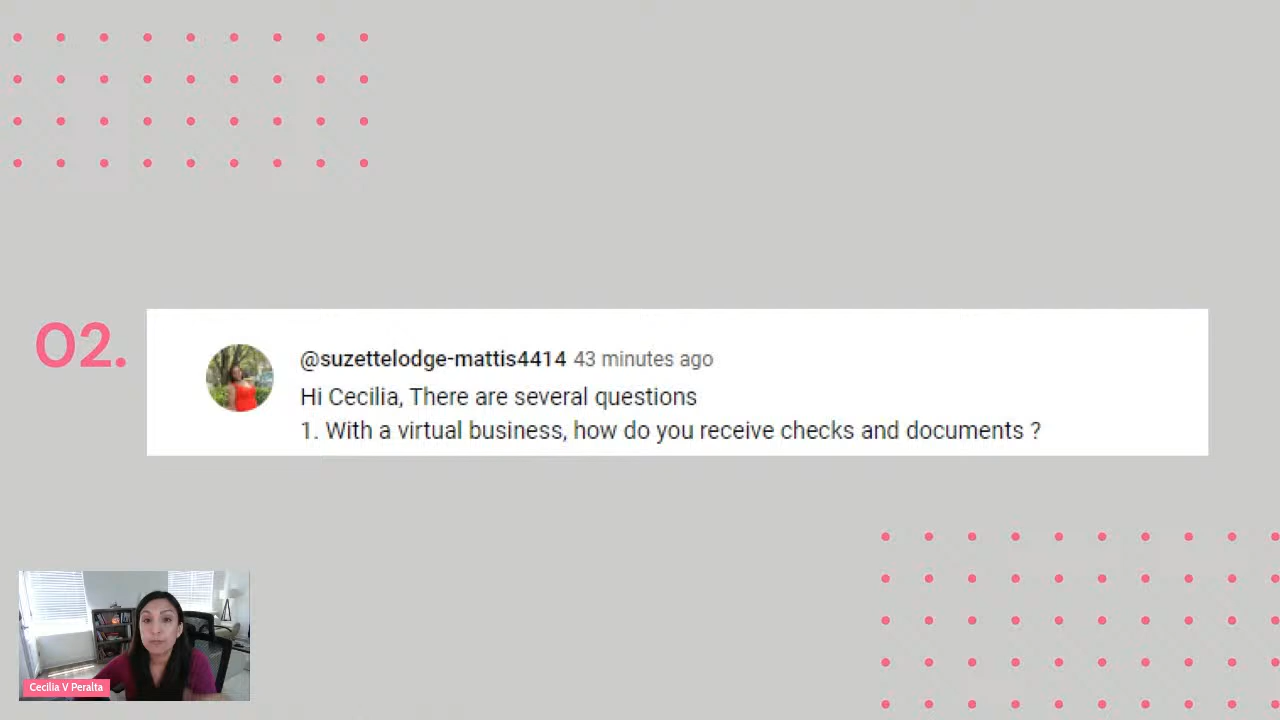 02.
@suzettelodge-mattis4414 43 minutes ago
Hi Cecilia, There are several questions
1. With a virtual business, how do you receive checks and documents ?
Cecilia V Peralta